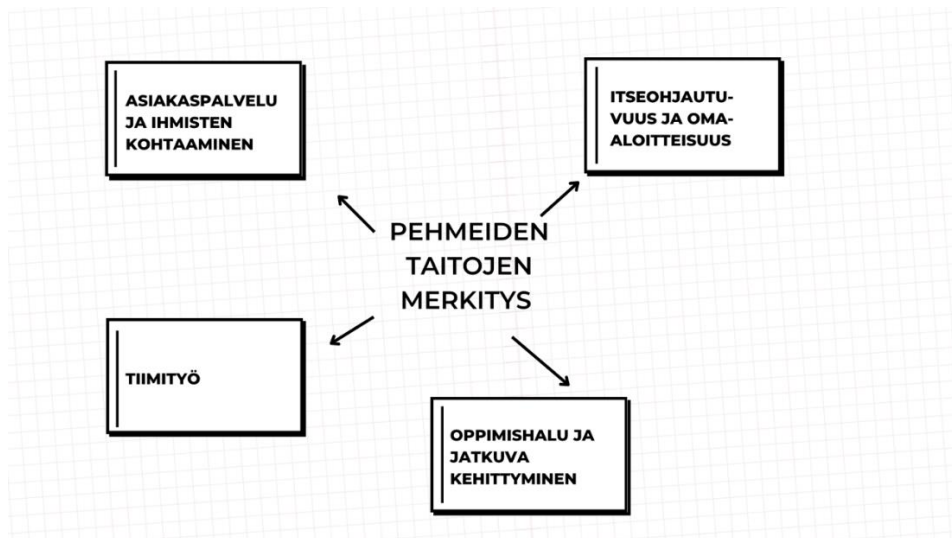 ASIAKASPALVELU
JA IHMISTEN
KOHTAAMINEN
ITSEOHJAUTU-
VUUS JA OMA-
ALOITTEISUUS
PEHMEIDEN
TAITOJEN
MERKITYS
TIIMITYÖ
OPPIMISHALU JA
JATKUVA
KEHITTYMINEN